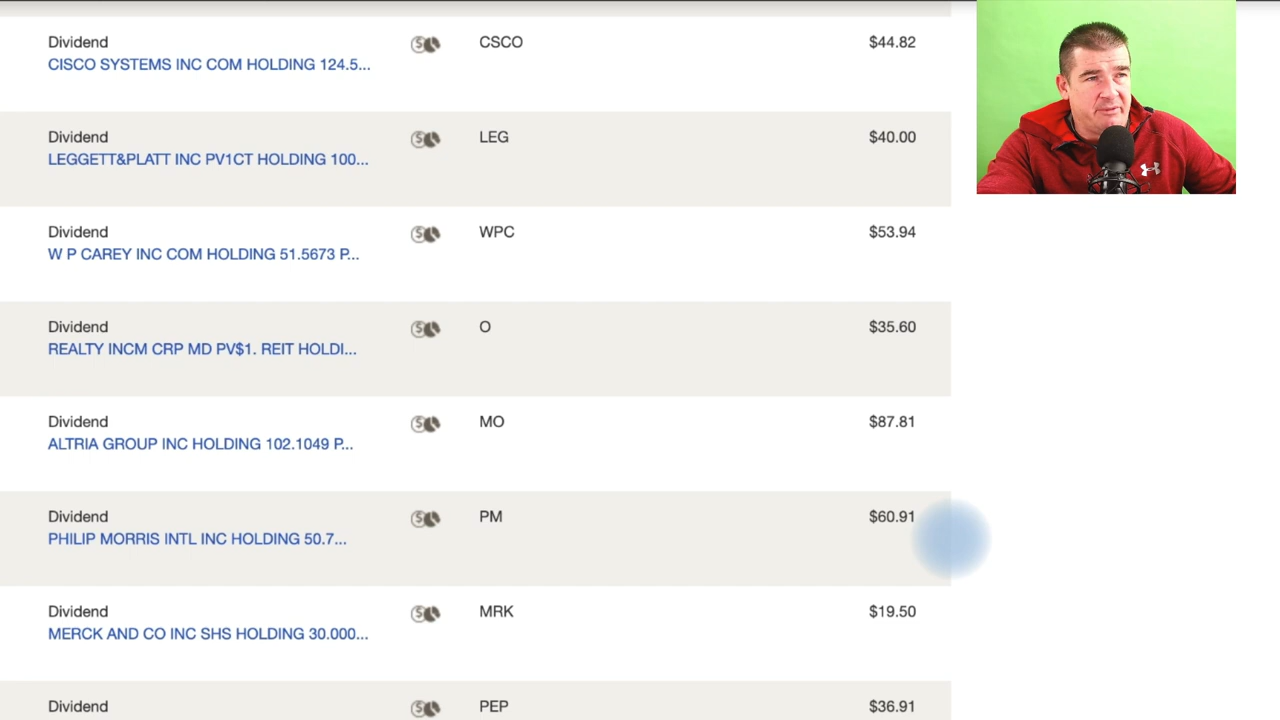 Dividend CSCO $44.82
CISCO SYSTEMS INC COM HOLDING 124.5...
Dividend LEG $40.00
LEGGETT&PLATT INC PV1CT HOLDING 100...
Dividend WPC $53.94
W P CAREY INC COM HOLDING 51.5673 P...
Dividend O $35.60
REALTY INCM CRP MD PV$1. REIT HOLDI...
Dividend MO $87.81
ALTRIA GROUP INC HOLDING 102.1049 P...
Dividend PM $60.91
PHILIP MORRIS INTL INC HOLDING 50.7...
Dividend MRK $19.50
MERCK AND CO INC SHS HOLDING 30.000...
Dividend PEP $36.91